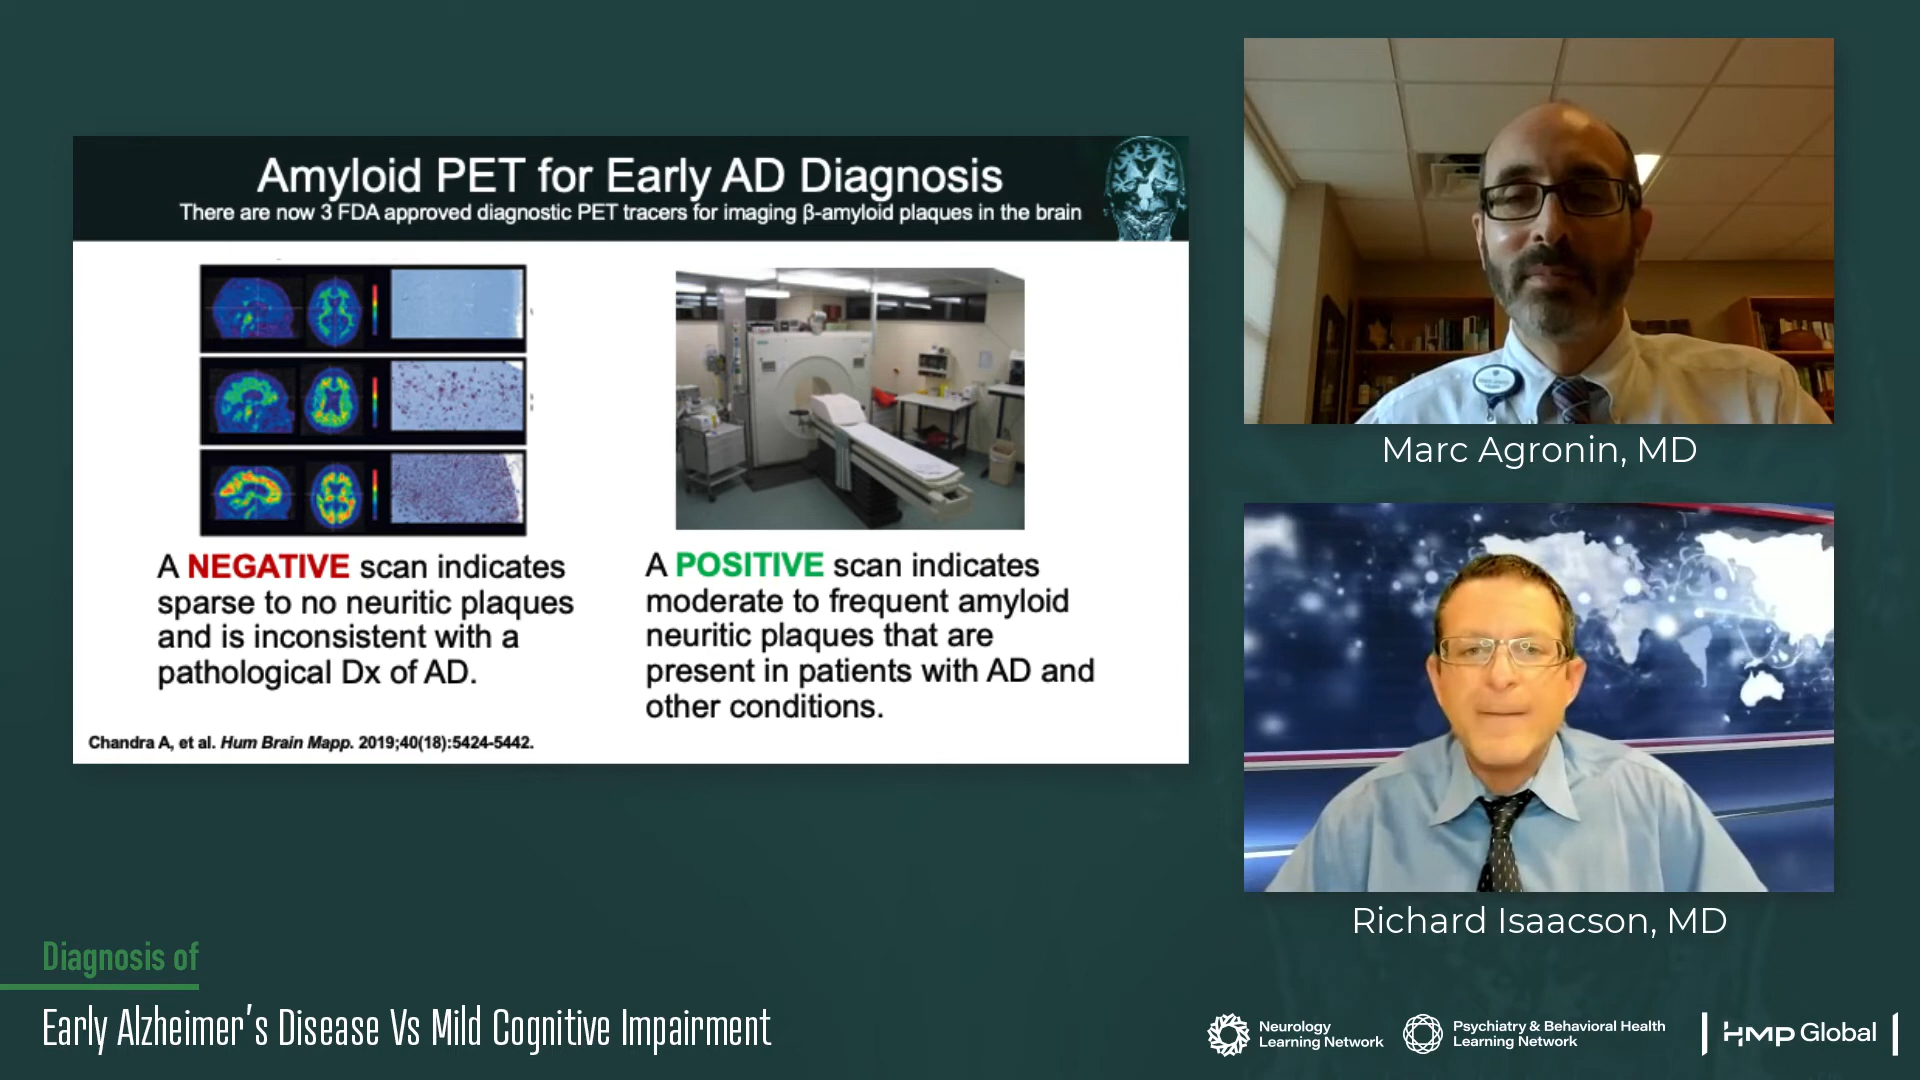 Amyloid PET for Early AD Diagnosis
There are now 3 FDA approved diagnostic PET tracers for imaging β-amyloid plaques in the brain
A NEGATIVE scan indicates
sparse to no neuritic plaques
and is inconsistent with a
pathological Dx of AD.
A POSITIVE scan indicates
moderate to frequent amyloid
neuritic plaques that are
present in patients with AD and
other conditions.
Chandra A, et al. Hum Brain Mapp. 2019;40(18):5424-5442.
Marc Agronin, MD
Richard Isaacson, MD
Diagnosis of
Early Alzheimer's Disease Vs Mild Cognitive Impairment
Neurology
Learning Network
Psychiatry & Behavioral Health
Learning Network
HMP Global